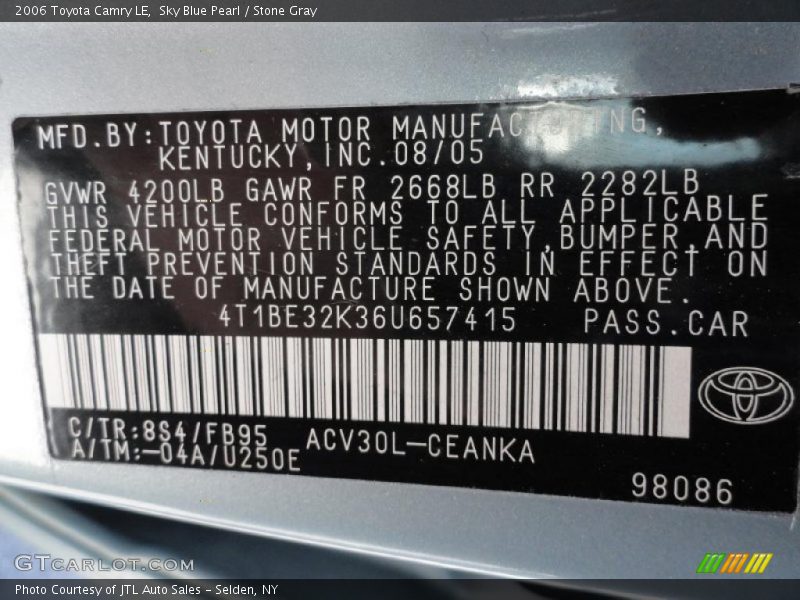 2006 Toyota Camry LE, Sky Blue Pearl / Stone Gray
MFD.BY:TOYOTA MOTOR MANUFACTURING,
KENTUCKY,INC.08/05
GVWR 4200LB GAWR FR 2668LB RR 2282LB
THIS VEHICLE CONFORMS TO ALL APPLICABLE
FEDERAL MOTOR VEHICLE SAFETY,BUMPER,AND
THEFT PREVENTION STANDARDS IN EFFECT ON
THE DATE OF MANUFACTURE SHOWN ABOVE.
4T1BE32K36U657415 PASS.CAR
C/TR:8S4/FB95 ACV30L-CEANKA
A/TM:-04A/U250E
98086
GTCARLOT.COM
Photo Courtesy of JTL Auto Sales - Selden, NY